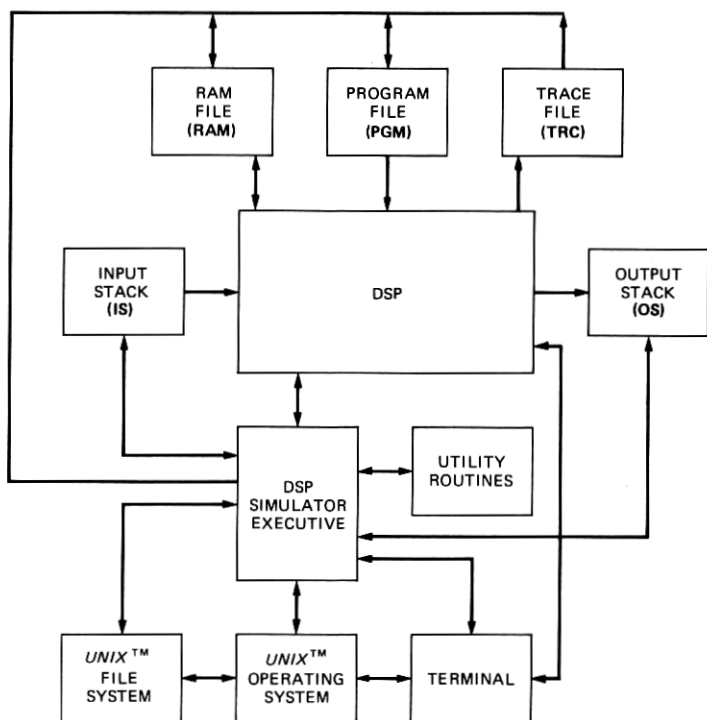 RAM
FILE
(RAM)
PROGRAM
FILE
(PGM)
TRACE
FILE
(TRC)
INPUT
STACK
(IS)
DSP
OUTPUT
STACK
(OS)
DSP
SIMULATOR
EXECUTIVE
UTILITY
ROUTINES
UNIX™
FILE
SYSTEM
UNIX™
OPERATING
SYSTEM
TERMINAL